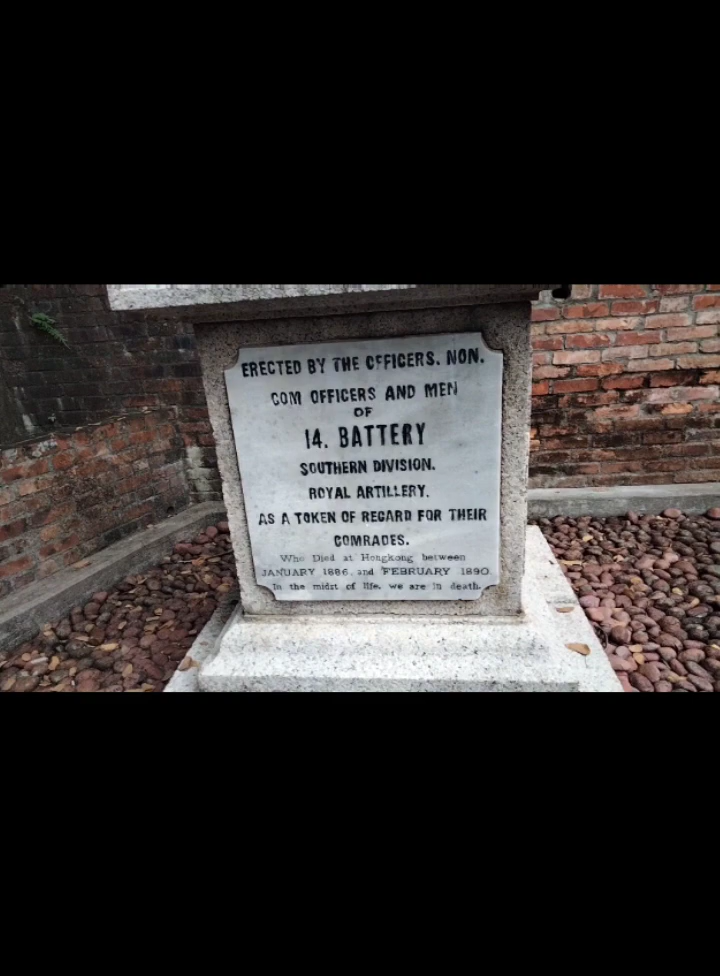 ERECTED BY THE OFFICERS. NON.
COM OFFICERS AND MEN
OF
14. BATTERY
SOUTHERN DIVISION.
ROYAL ARTILLERY.
AS A TOKEN OF REGARD FOR THEIR
COMRADES.
Who Died at Hongkong between
JANUARY 1886. and FEBRUARY 1890.
In the midst of life. we are in death.